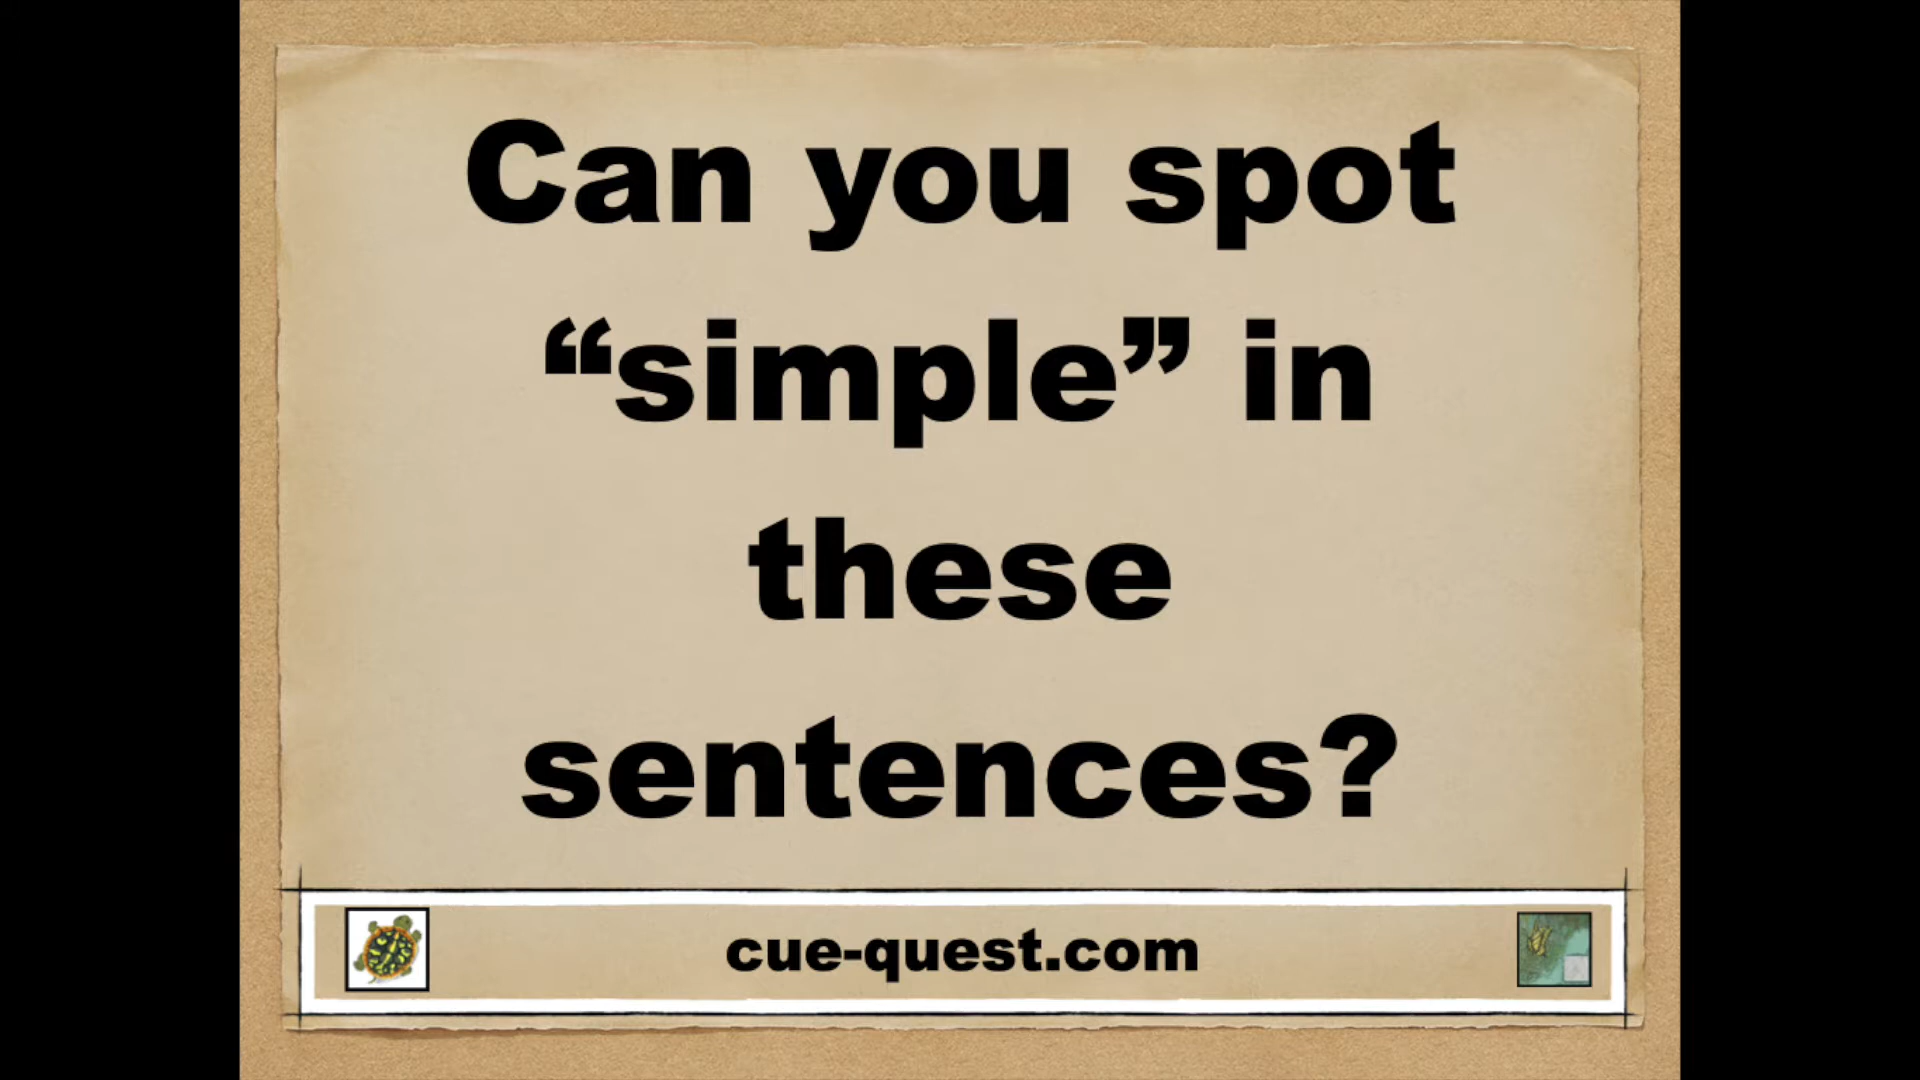 Can you spot
“simple” in
these
sentences?
cue-quest.com